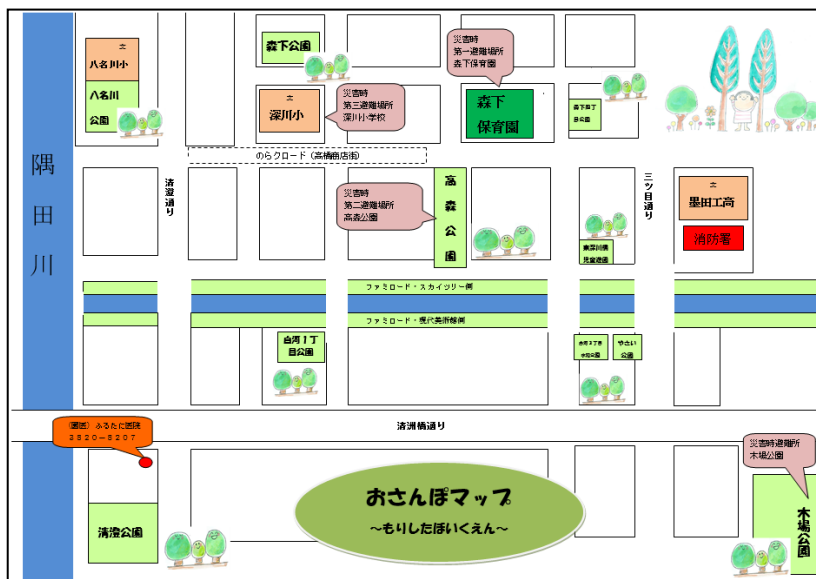 八名川小
八名川
公園
森下公園
災害時
第一避難場所
森下保育園
深川小
災害時
第三避難場所
深川小学校
森下
保育園
森下四丁
目公園
のらくロード（高橋商店街）
隅田川
清澄通り
災害時
第二避難場所
高森公園
高森公園
三ツ目通り
墨田工高
消防署
東深川橋
児童遊園
ファミロード・スカイツリー側
ファミロード・現代美術館側
白河１丁
目公園
やさい
公園
清洲橋通り
（園医）ふるたに医院
３８２０－８２０７
災害時避難所
木場公園
清澄公園
おさんぽマップ
～もりしたほいくえん～
木場公園